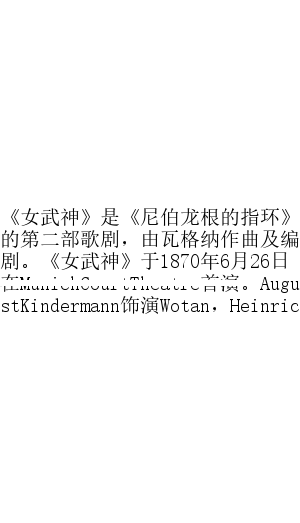 《女武神》是《尼伯龙根的指环》
的第二部歌剧，由瓦格纳作曲及编
剧。《女武神》于1870年6月26日
在MunichCourtTheatre首演。Augu
stKindermann饰演Wotan，Heinric